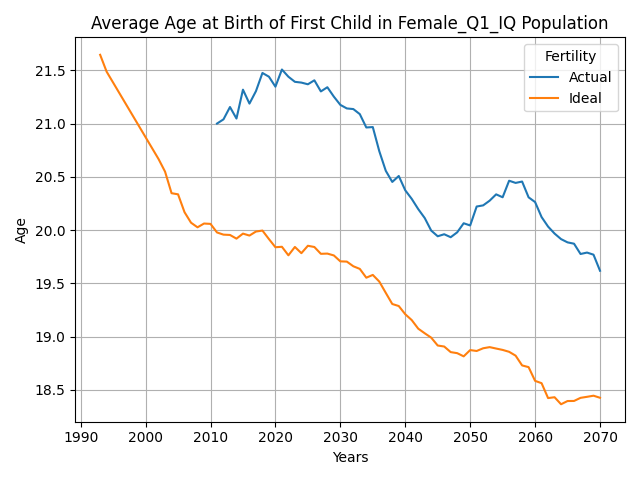 Average Age at Birth of First Child in Female_Q1_IQ Population
Fertility
Actual
Ideal
Age
21.5
21.0
20.5
20.0
19.5
19.0
18.5
1990 2000 2010 2020 2030 2040 2050 2060 2070
Years